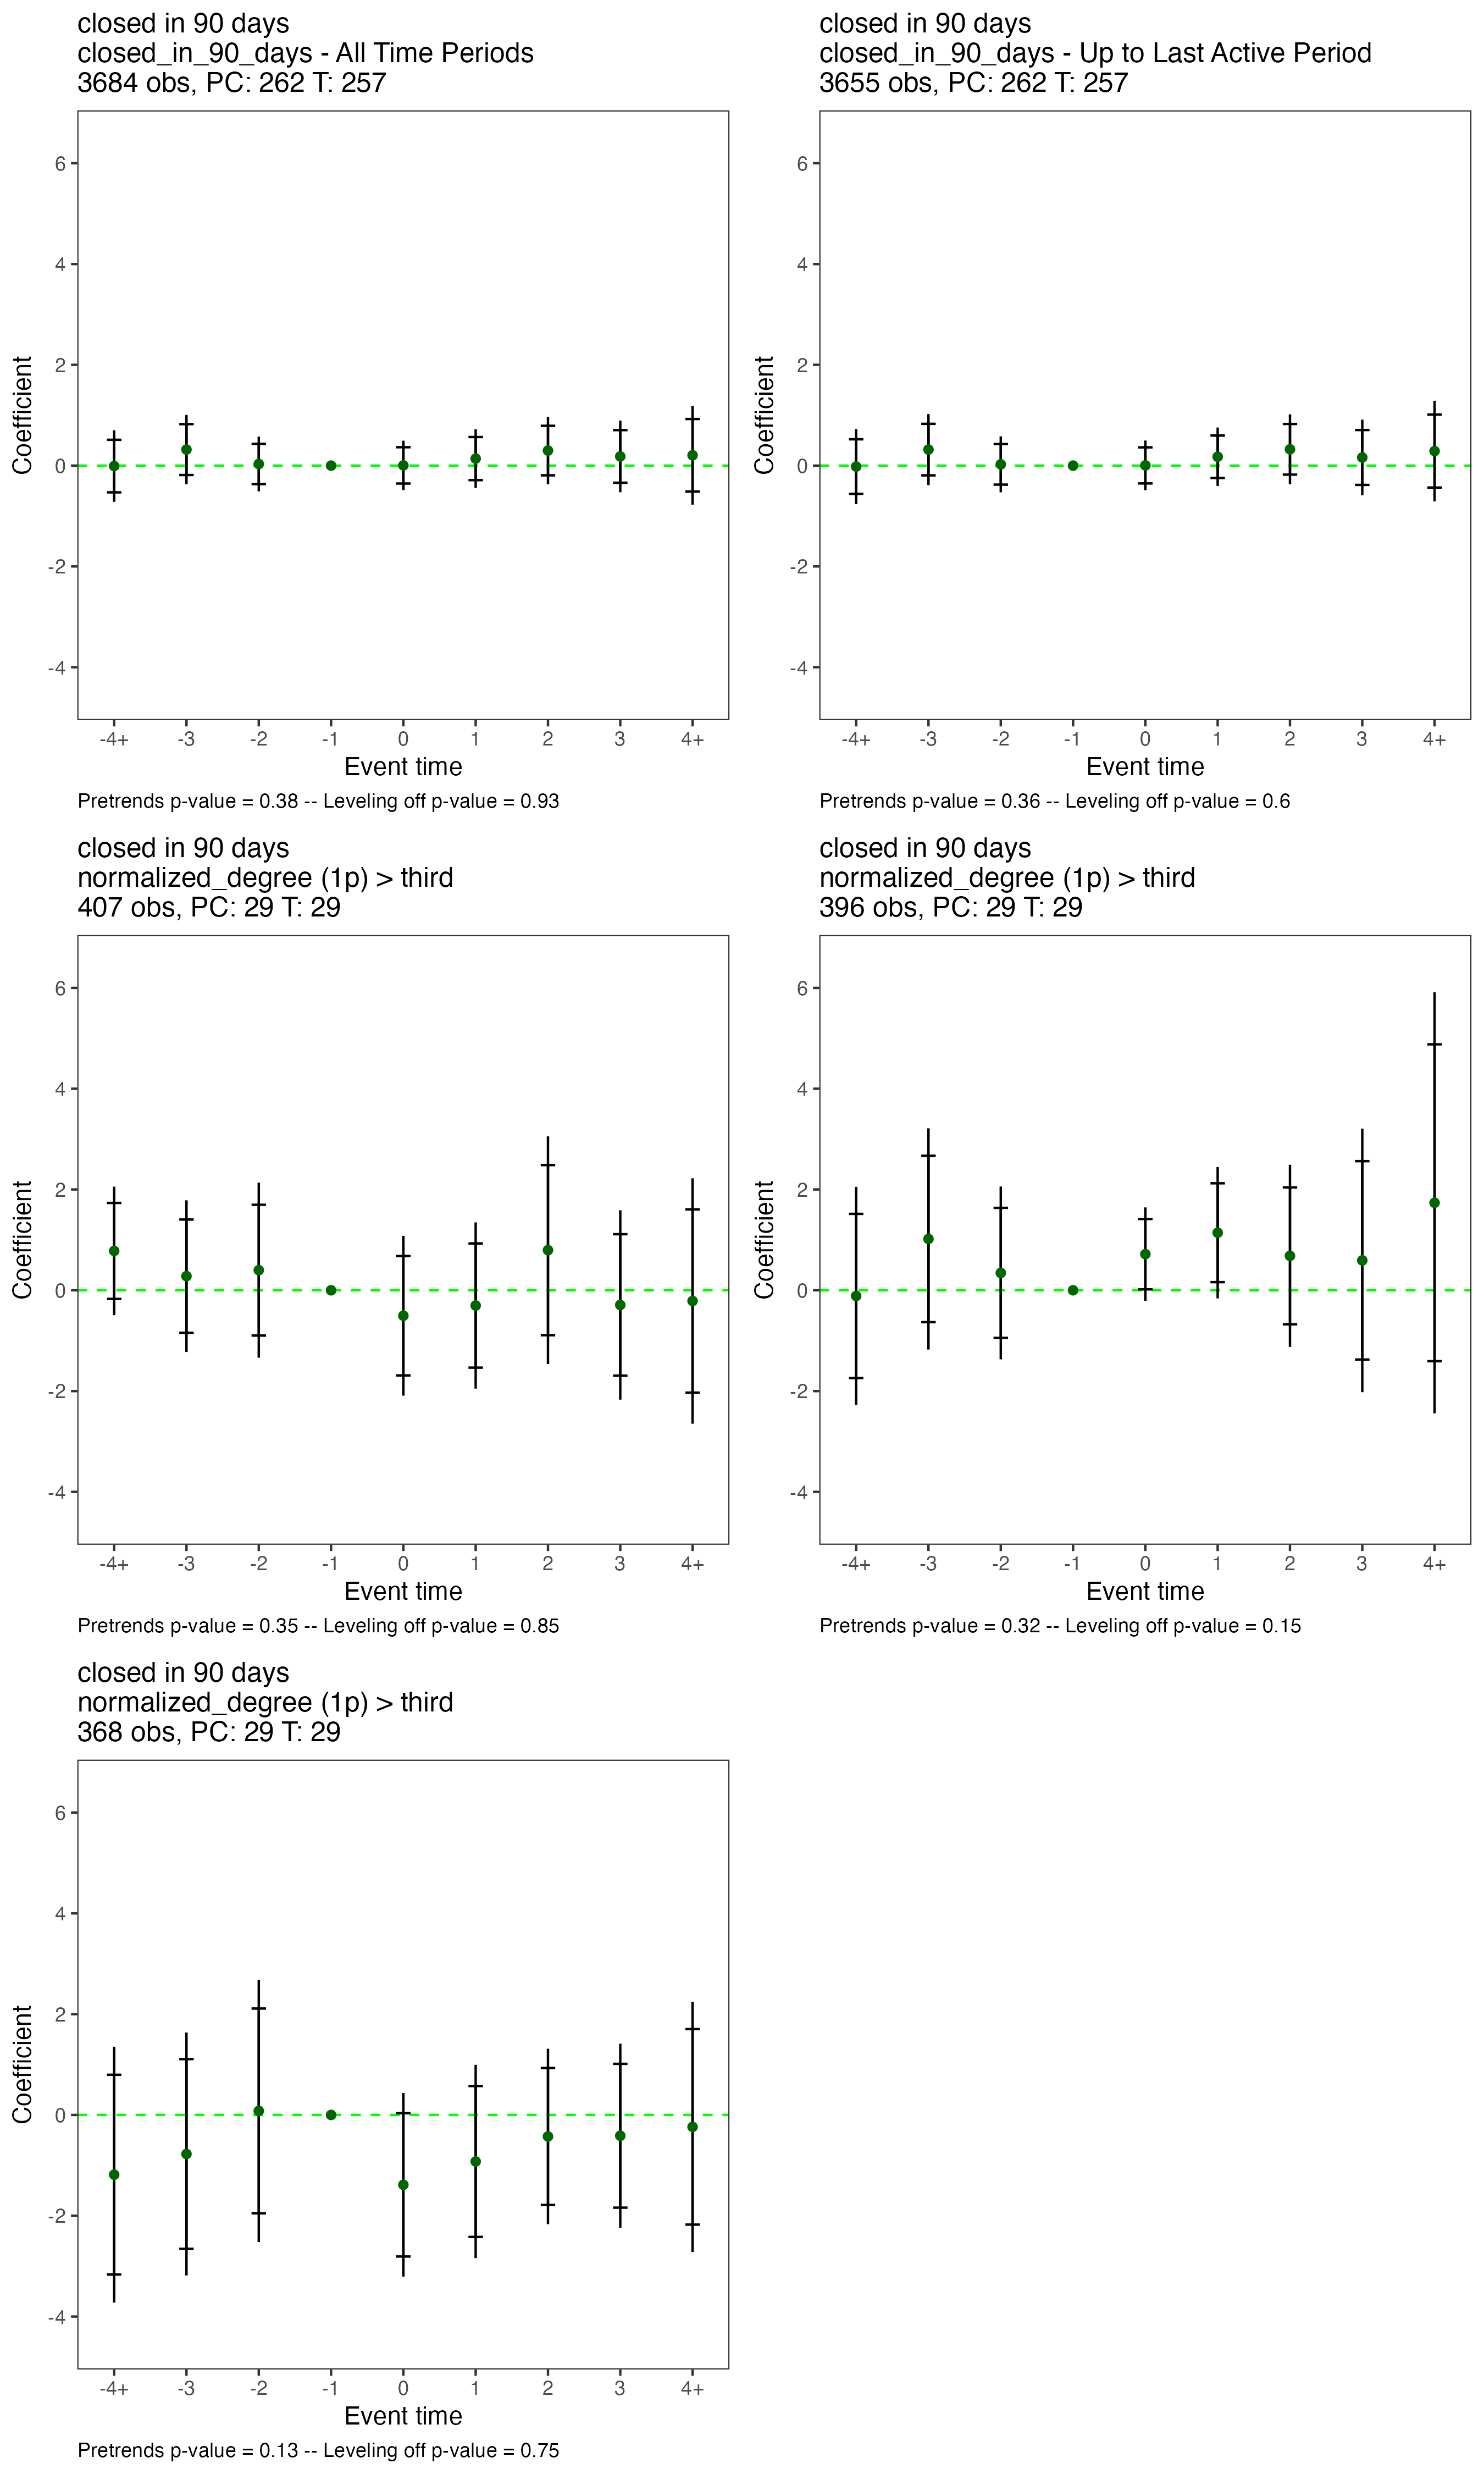 closed in 90 days
closed_in_90_days - All Time Periods
3684 obs, PC: 262 T: 257
Coefficient
6
4
2
0
-2
-4
-4+ -3 -2 -1 0 1 2 3 4+
Event time
Pretrends p-value = 0.38 -- Leveling off p-value = 0.93
closed in 90 days
closed_in_90_days - Up to Last Active Period
3655 obs, PC: 262 T: 257
Coefficient
6
4
2
0
-2
-4
-4+ -3 -2 -1 0 1 2 3 4+
Event time
Pretrends p-value = 0.36 -- Leveling off p-value = 0.6
closed in 90 days
normalized_degree (1p) > third
407 obs, PC: 29 T: 29
Coefficient
6
4
2
0
-2
-4
-4+ -3 -2 -1 0 1 2 3 4+
Event time
Pretrends p-value = 0.35 -- Leveling off p-value = 0.85
closed in 90 days
normalized_degree (1p) > third
396 obs, PC: 29 T: 29
Coefficient
6
4
2
0
-2
-4
-4+ -3 -2 -1 0 1 2 3 4+
Event time
Pretrends p-value = 0.32 -- Leveling off p-value = 0.15
closed in 90 days
normalized_degree (1p) > third
368 obs, PC: 29 T: 29
Coefficient
6
4
2
0
-2
-4
-4+ -3 -2 -1 0 1 2 3 4+
Event time
Pretrends p-value = 0.13 -- Leveling off p-value = 0.75